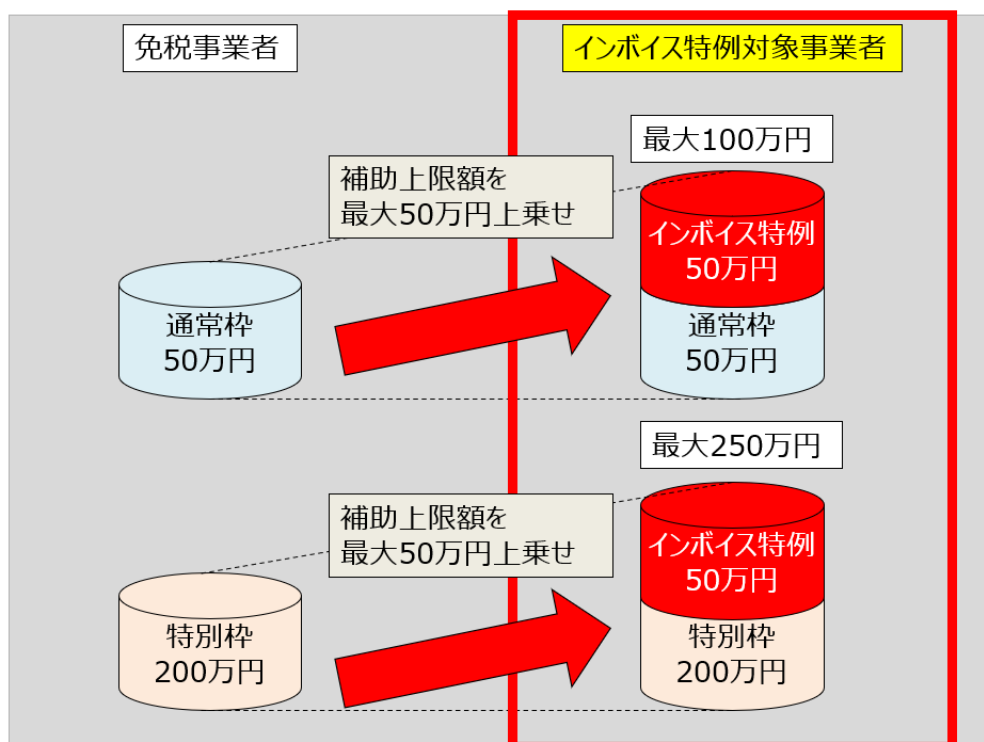 免税事業者
インボイス特例対象事業者
最大100万円
補助上限額を
最大50万円上乗せ
インボイス特例
50万円
通常枠
50万円
通常枠
50万円
最大250万円
補助上限額を
最大50万円上乗せ
インボイス特例
50万円
特別枠
200万円
特別枠
200万円